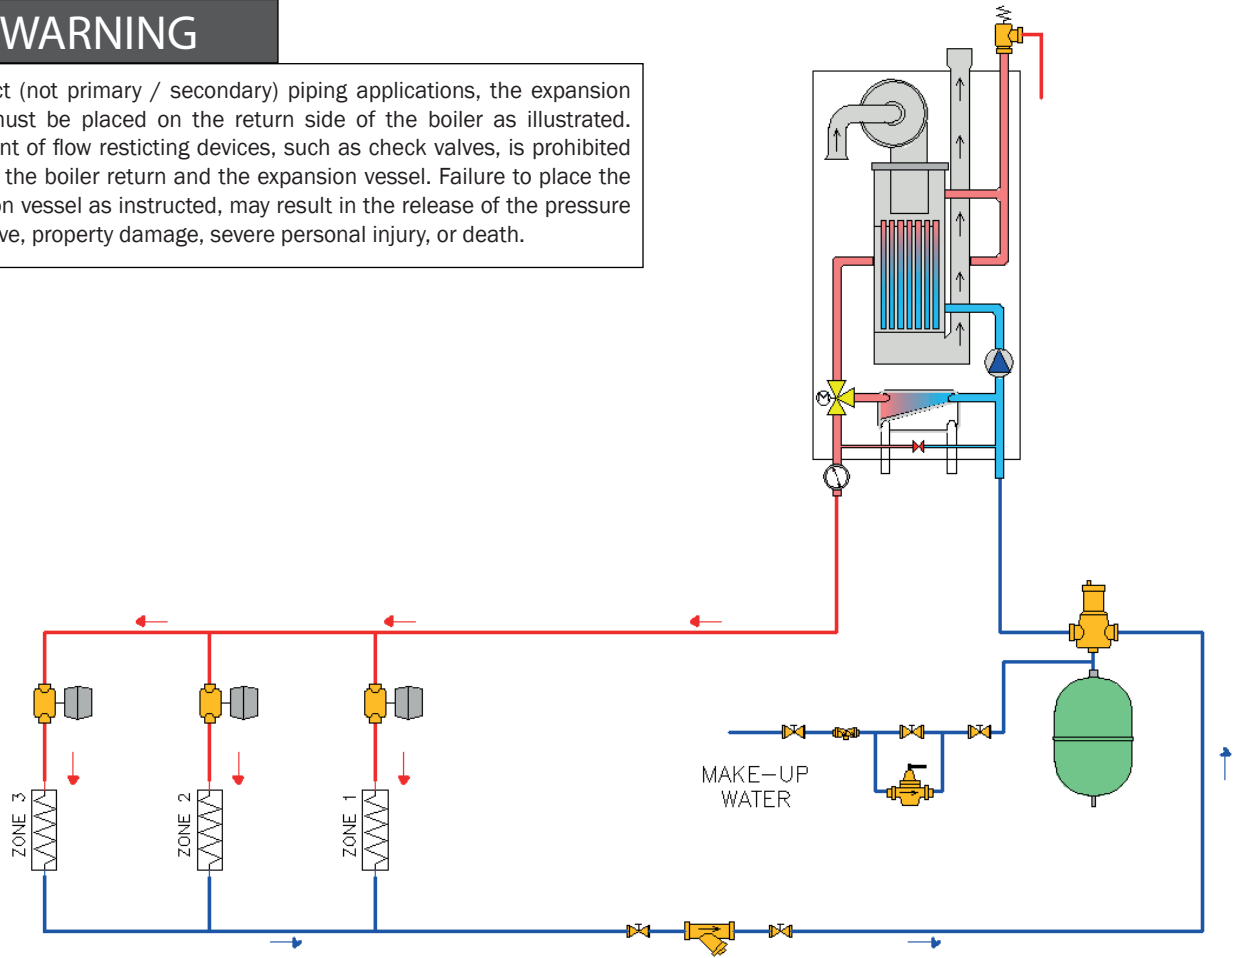 WARNING
ct (not primary / secondary) piping applications, the expansion
must be placed on the return side of the boiler as illustrated.
nt of flow resticting devices, such as check valves, is prohibited
the boiler return and the expansion vessel. Failure to place the
on vessel as instructed, may result in the release of the pressure
ve, property damage, severe personal injury, or death.
M
MAKE-UP
WATER
ZONE 3
ZONE 2
ZONE 1